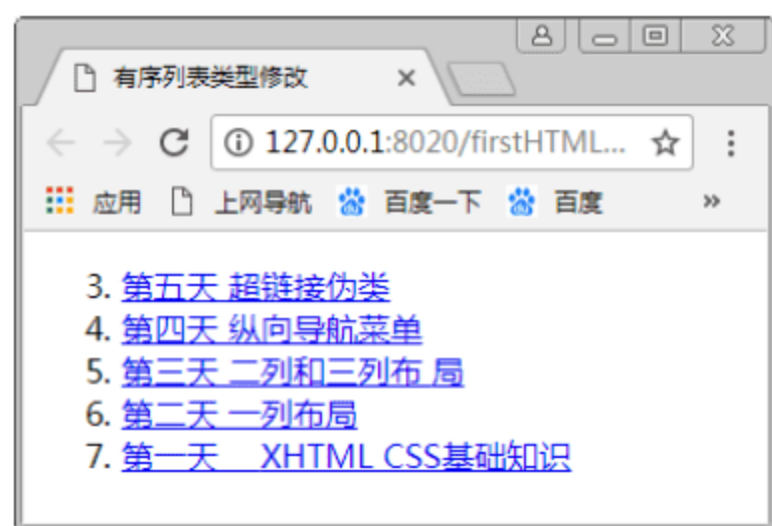 有序列表类型修改
127.0.0.1:8020/firstHTML...
应用 上网导航 百度一下 百度 »
3. 第五天 超链接伪类
4. 第四天 纵向导航菜单
5. 第三天 二列和三列布 局
6. 第二天 一列布局
7. 第一天 XHTML CSS基础知识